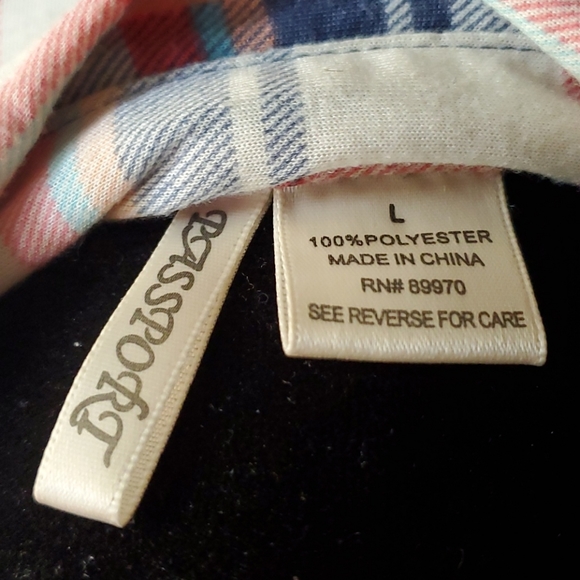 PASSPORT
L
100%POLYESTER
MADE IN CHINA
RN# 89970
SEE REVERSE FOR CARE